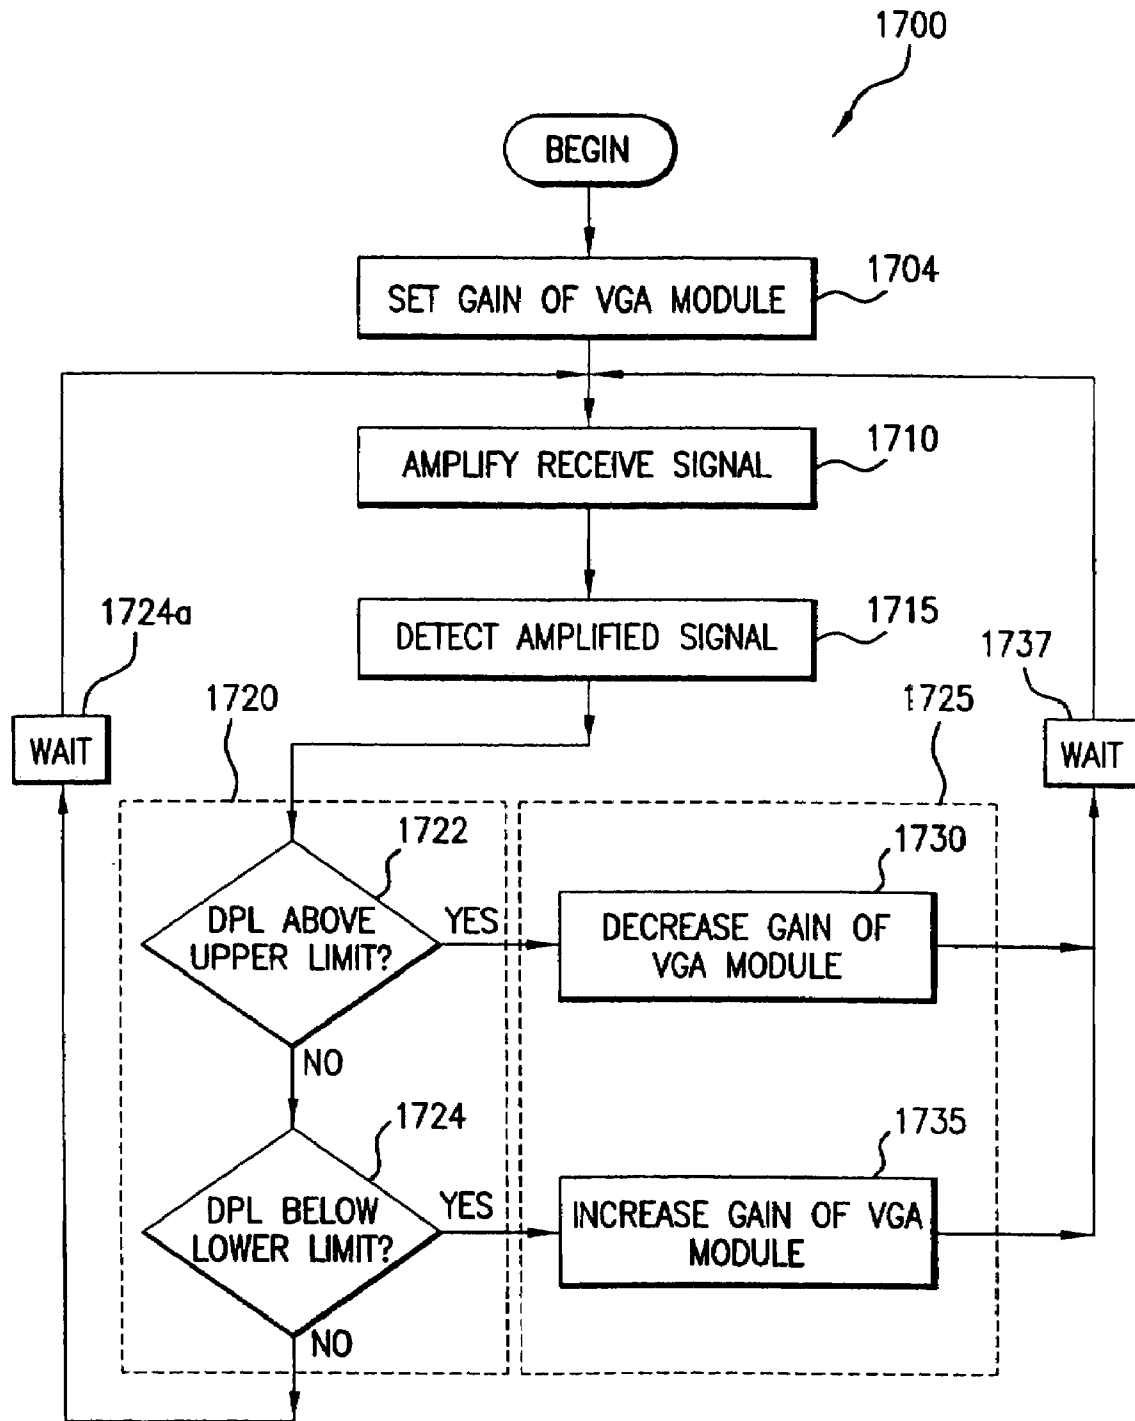 1700
BEGIN
SET GAIN OF VGA MODULE
1704
AMPLIFY RECEIVE SIGNAL
1710
DETECT AMPLIFIED SIGNAL
1715
1724a
WAIT
1720
1725
1737
WAIT
1722
DPL ABOVE
UPPER LIMIT?
YES
NO
1730
DECREASE GAIN OF
VGA MODULE
1724
DPL BELOW
LOWER LIMIT?
YES
NO
1735
INCREASE GAIN OF VGA
MODULE